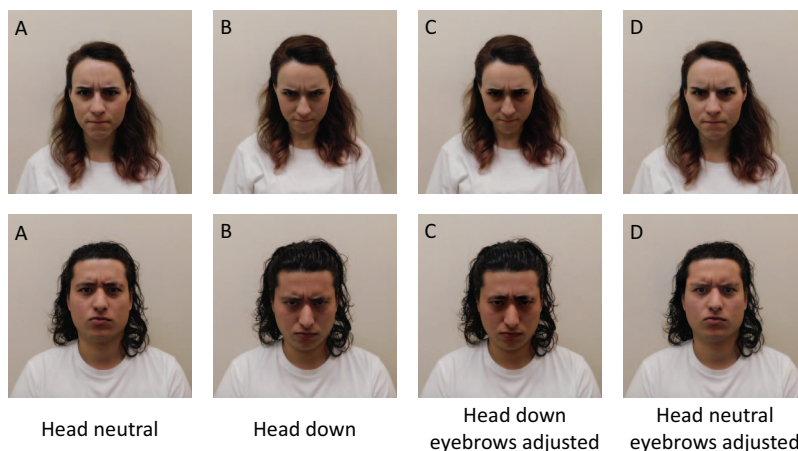 A B C D
A B C D
Head neutral Head down Head down Head neutral
eyebrows adjusted eyebrows adjusted